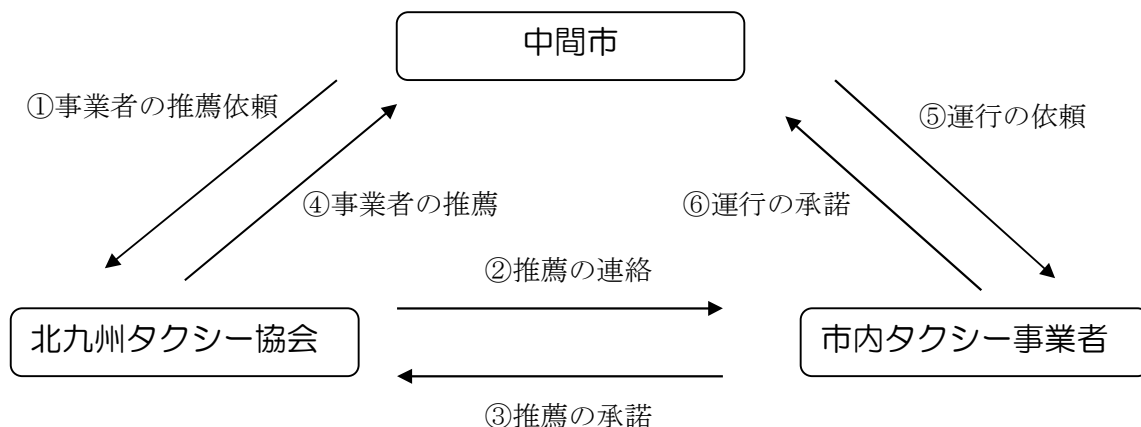 中間市
①事業者の推薦依頼
⑤運行の依頼
④事業者の推薦
⑥運行の承諾
②推薦の連絡
北九州タクシー協会
市内タクシー事業者
③推薦の承諾